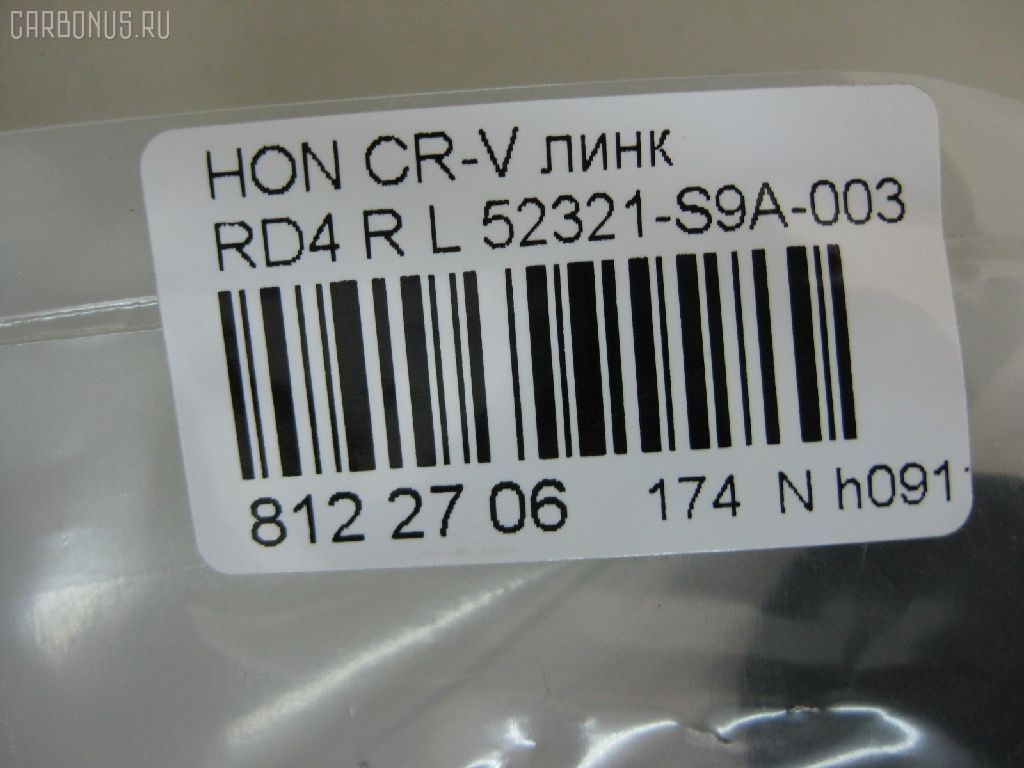 CARBONUS.RU
HON CR-V линк
RD4 R L 52321-S9A-003
812 27 06 174 N h091